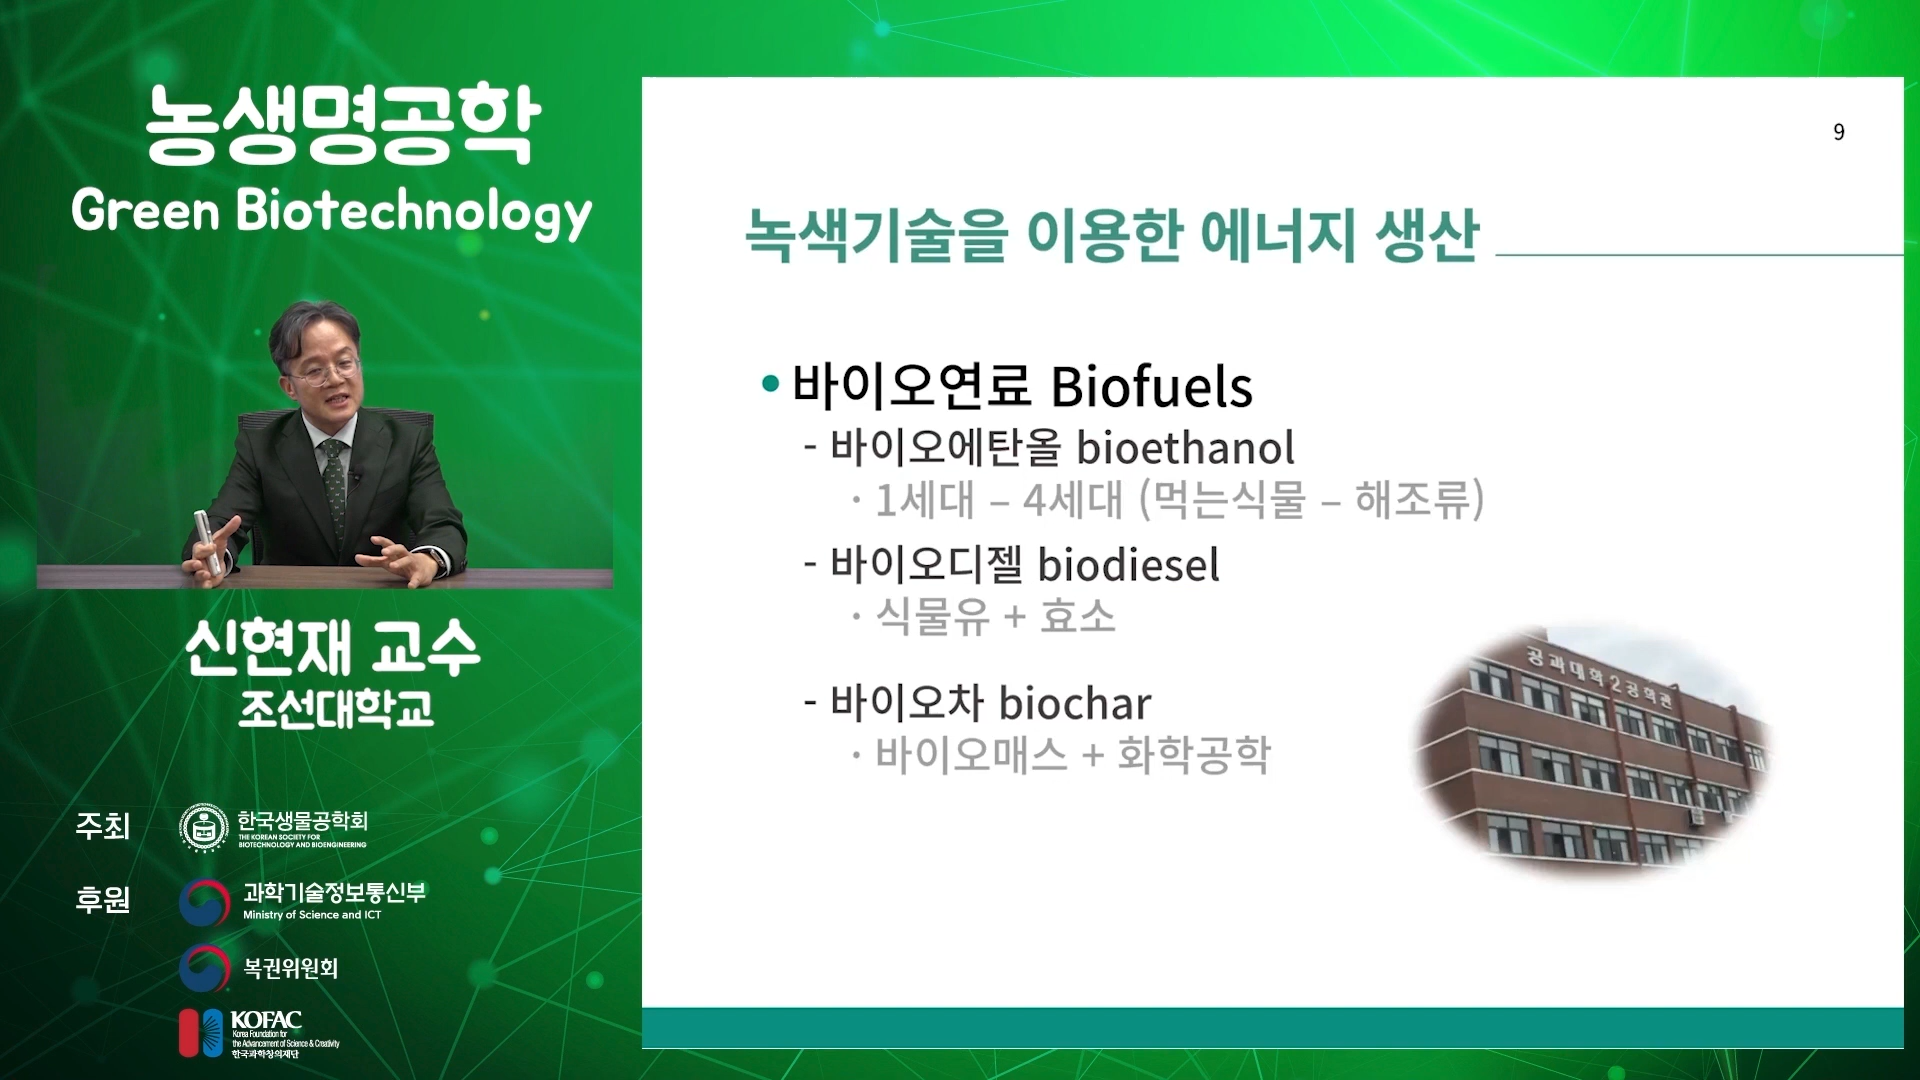 농생명공학
Green Biotechnology
신현재 교수
조선대학교
주최
한국생물공학회
THE KOREAN SOCIETY FOR
BIOTECHNOLOGY AND BIOENGINEERING
후원
과학기술정보통신부
Ministry of Science and ICT
복권위원회
KOFAC
Korea Foundation for
the Advancement of Science & Creativity
한국과학창의재단
9
녹색기술을 이용한 에너지 생산
• 바이오연료 Biofuels
- 바이오에탄올 bioethanol
· 1세대 – 4세대 (먹는식물 – 해조류)
- 바이오디젤 biodiesel
· 식물유 + 효소
- 바이오차 biochar
· 바이오매스 + 화학공학
공과대학2공학관